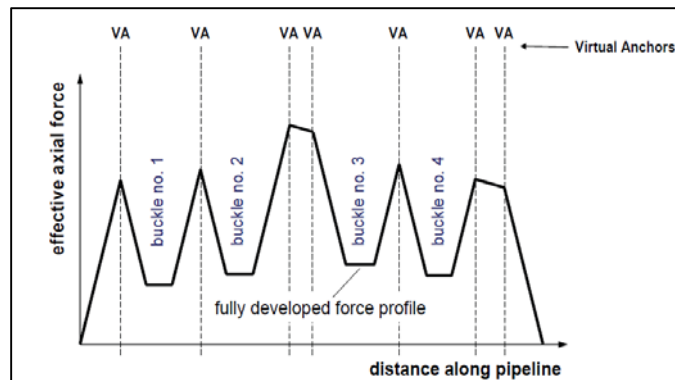 VA VA VA VA VA VA VA
Virtual Anchors
effective axial force
buckle no. 1
buckle no. 2
buckle no. 3
buckle no. 4
fully developed force profile
distance along pipeline